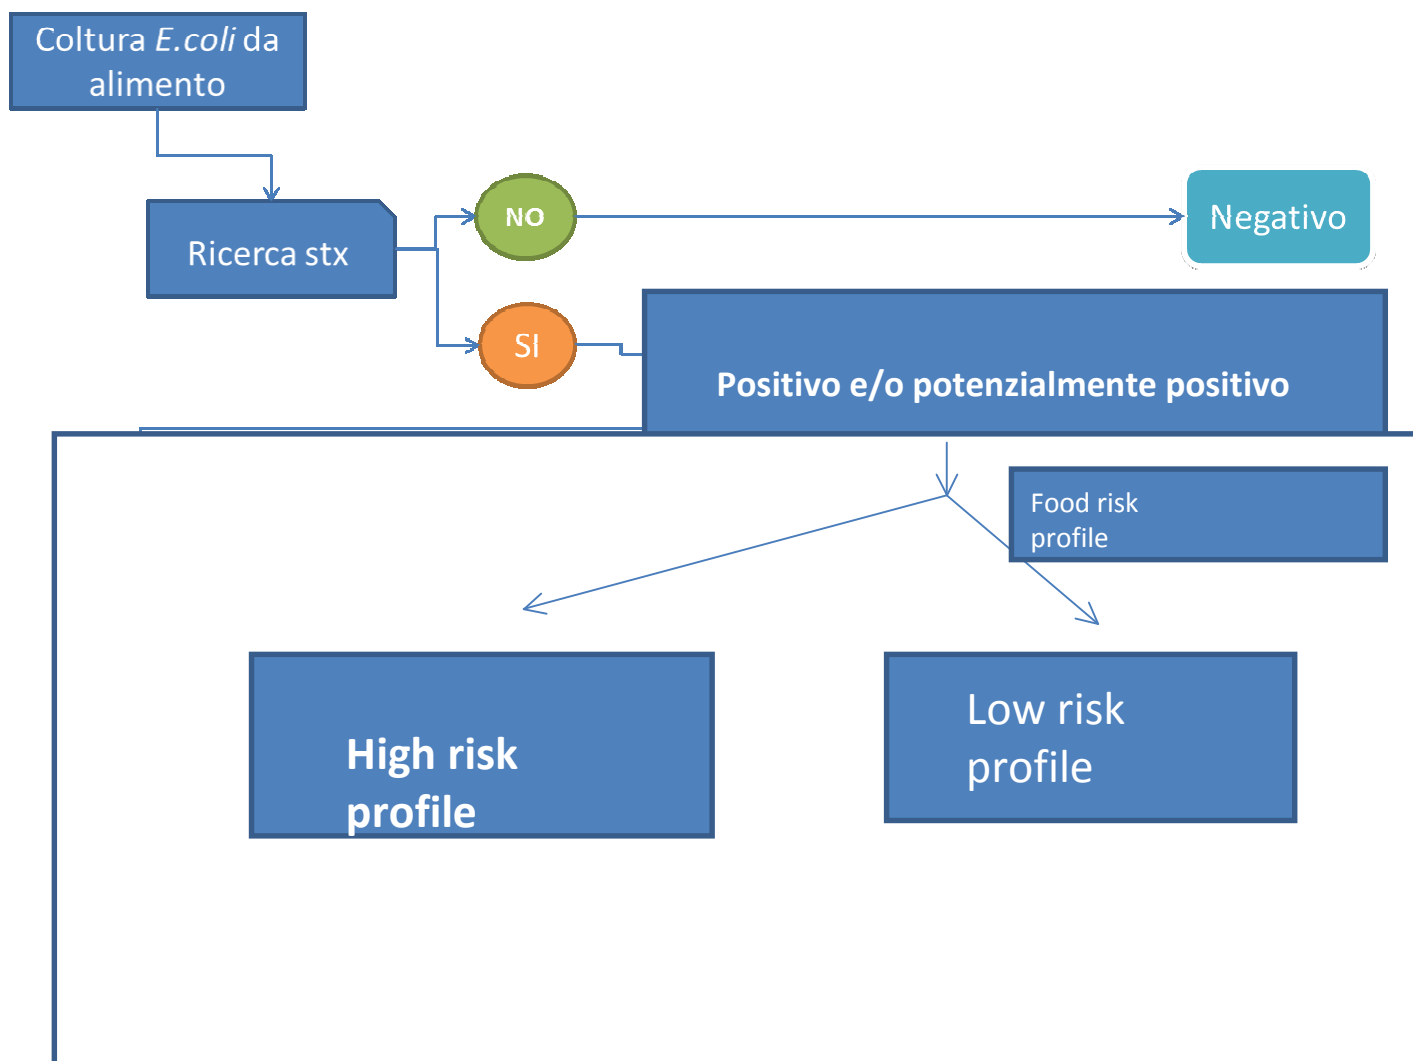 Coltura E.coli da
alimento
Ricerca stx
NO
Negativo
SI
Positivo e/o potenzialmente positivo
Food risk
profile
High risk
profile
Low risk
profile